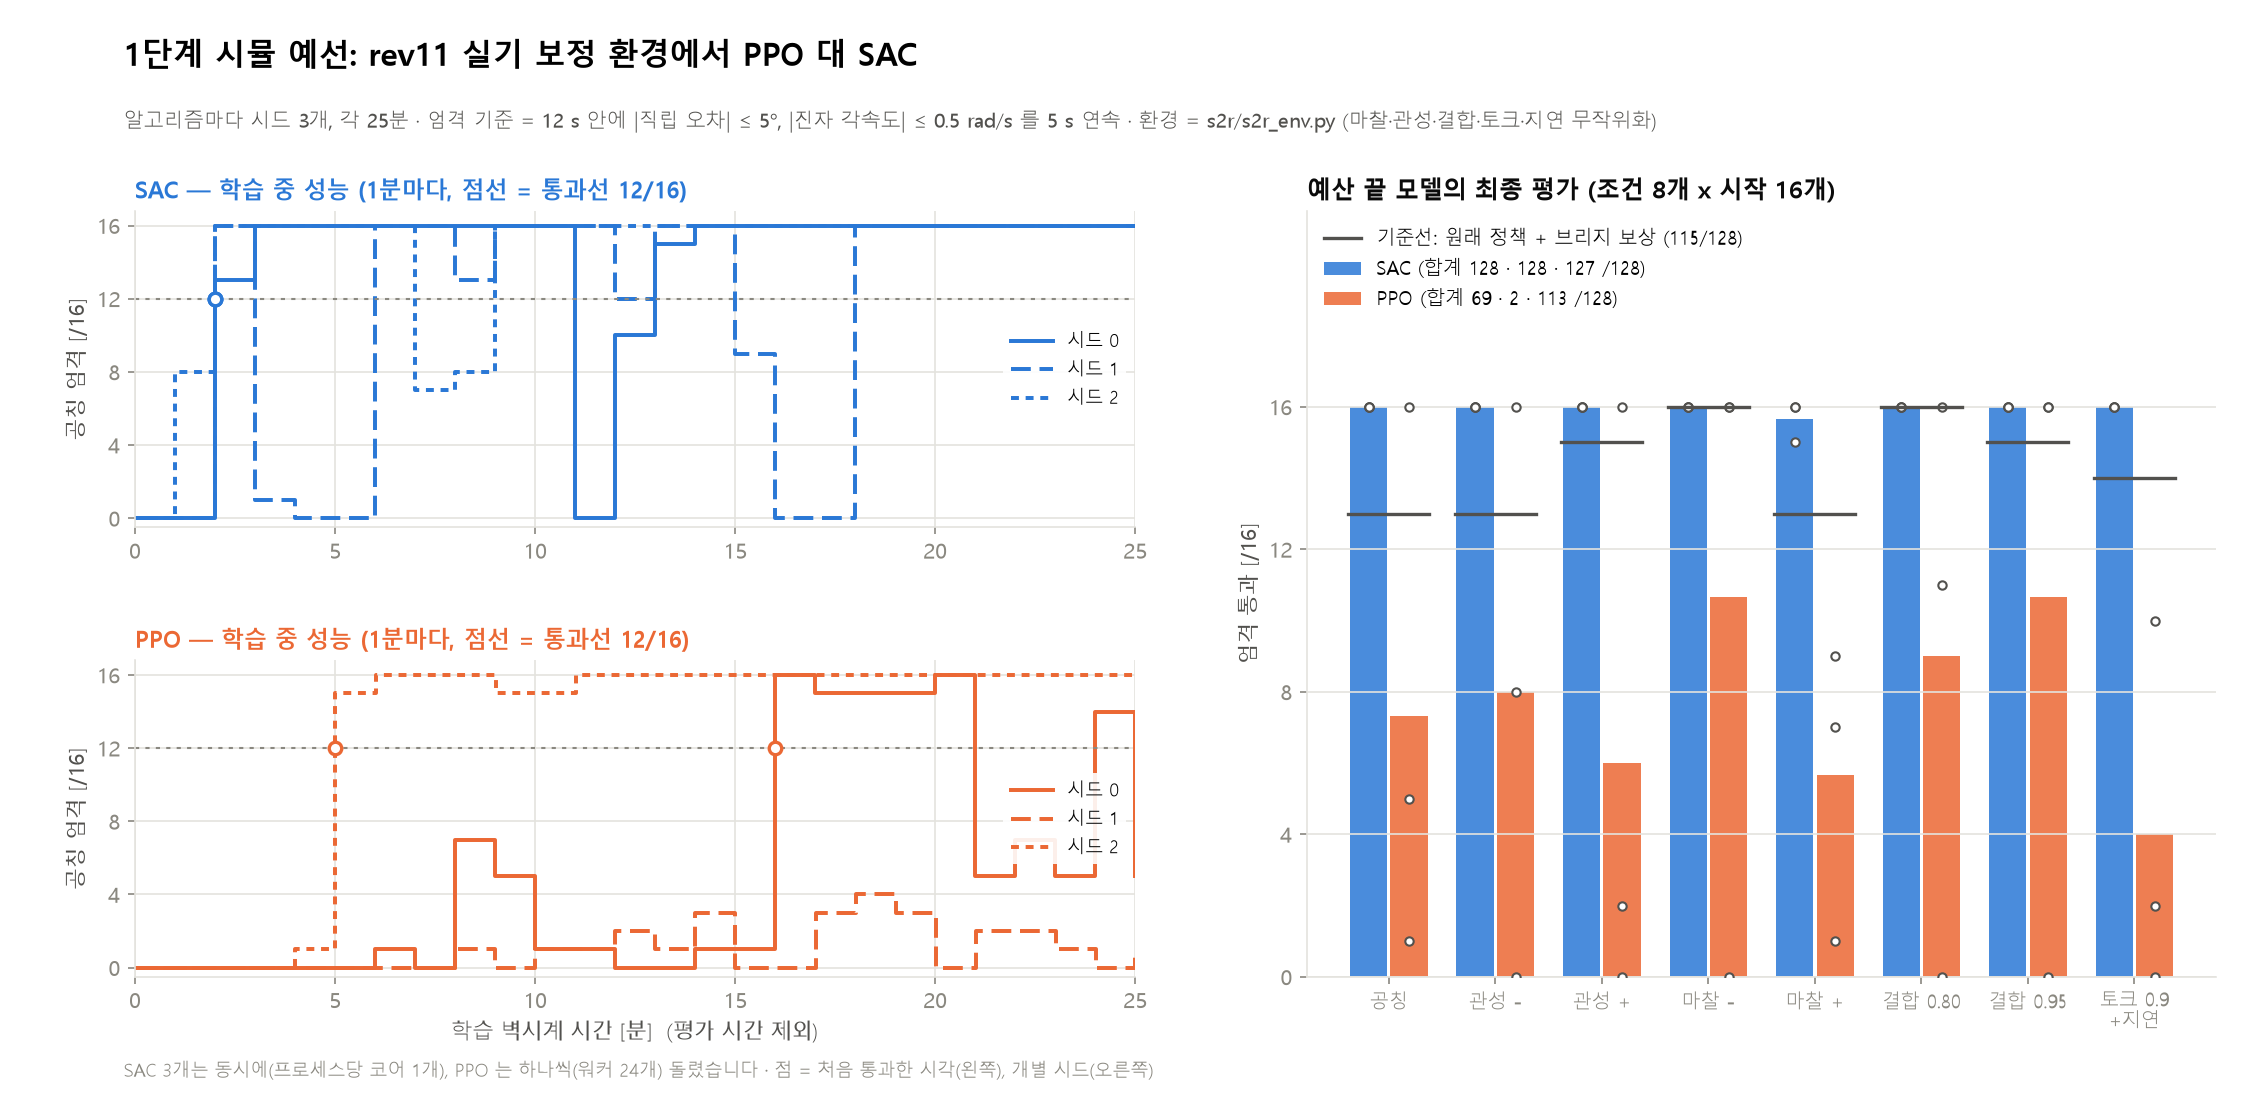 1단계 시뮬 예선: rev11 실기 보정 환경에서 PPO 대 SAC
알고리즘마다 시드 3개, 각 25분 · 엄격 기준 = 12 s 안에 |직립 오차| ≤ 5°, |진자 각속도| ≤ 0.5 rad/s 를 5 s 연속 · 환경 = s2r/s2r_env.py (마찰·관성·결합·토크·지연 무작위화)
SAC — 학습 중 성능 (1분마다, 점선 = 통과선 12/16)
공칭 엄격 [/16]
16
12
8
4
0
시드 0
시드 1
시드 2
0 5 10 15 20 25
PPO — 학습 중 성능 (1분마다, 점선 = 통과선 12/16)
공칭 엄격 [/16]
16
12
8
4
0
시드 0
시드 1
시드 2
0 5 10 15 20 25
학습 벽시계 시간 [분] (평가 시간 제외)
예산 끝 모델의 최종 평가 (조건 8개 x 시작 16개)
기준선: 원래 정책 + 브리지 보상 (115/128)
SAC (합계 128 · 128 · 127 /128)
PPO (합계 69 · 2 · 113 /128)
엄격 통과 [/16]
16
12
8
4
0
공칭 관성 - 관성 + 마찰 - 마찰 + 결합 0.80 결합 0.95 토크 0.9
+지연
SAC 3개는 동시에(프로세스당 코어 1개), PPO 는 하나씩(워커 24개) 돌렸습니다 · 점 = 처음 통과한 시각(왼쪽), 개별 시드(오른쪽)